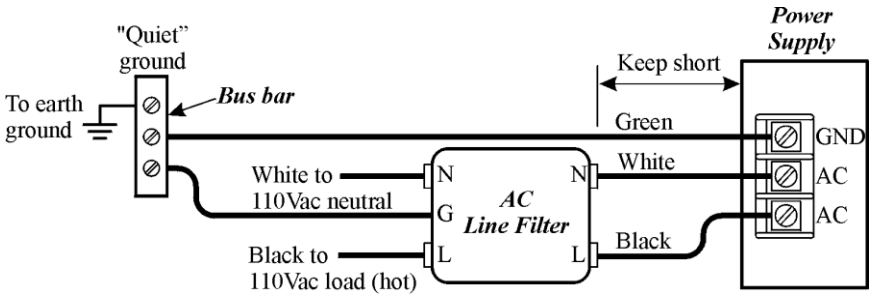 Power
Supply
"Quiet”
ground
Keep short
To earth
ground
Bus bar
Green
GND
White to
110Vac neutral
N
AC
Line Filter
N
White
AC
G
AC
Black to
110Vac load (hot)
L
L
Black